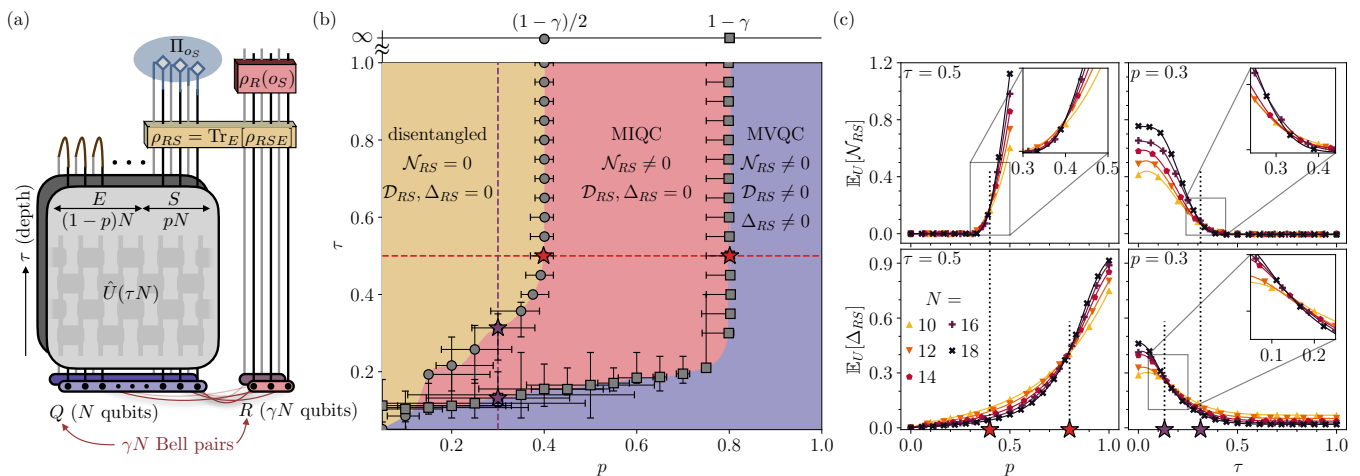 (a)
Π_{o_S}
ρ_R(o_S)
ρ_{RS} = Tr_E [ρ_{RSE}]
E
S
(1−p)N
pN
τ (depth)
Û(τN)
Q (N qubits)
R (γN qubits)
γN Bell pairs
(b)
(1 − γ)/2
1 − γ
∞
1.0
0.8
0.6
0.4
0.2
τ
disentangled
𝒩_{RS} = 0
𝒟_{RS}, Δ_{RS} = 0
MIQC
𝒩_{RS} ≠ 0
𝒟_{RS}, Δ_{RS} = 0
MVQC
𝒩_{RS} ≠ 0
𝒟_{RS} ≠ 0
Δ_{RS} ≠ 0
0.2
0.4
0.6
0.8
1.0
p
(c)
𝔼_U[𝒩_{RS}]
1.2
0.8
0.4
0.0
τ = 0.5
0.3
0.4
0.5
p = 0.3
0.3
0.4
𝔼_U[Δ_{RS}]
0.9
0.6
0.3
0.0
τ = 0.5
N =
10
16
12
18
14
0.0
0.5
1.0
p
p = 0.3
0.1
0.2
0.0
0.5
1.0
τ